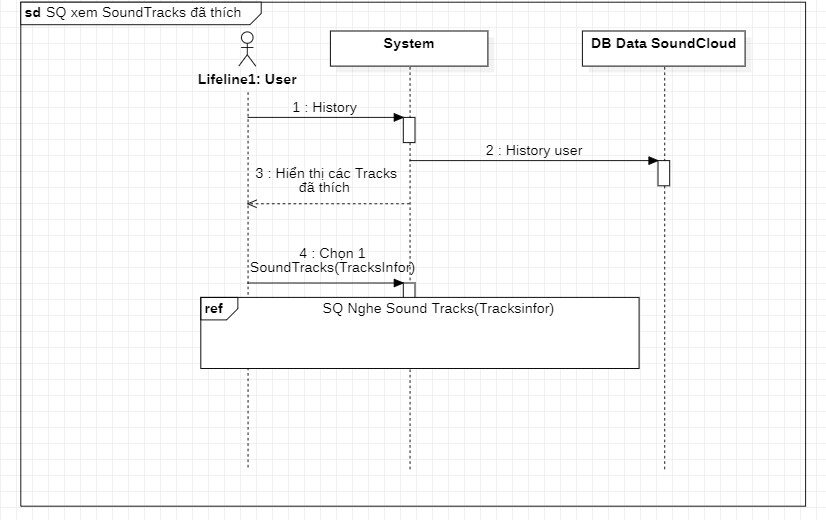 sd SQ xem SoundTracks đã thích
System
DB Data SoundCloud
Lifeline1: User
1 : History
2 : History user
3 : Hiển thị các Tracks
đã thích
4 : Chọn 1
SoundTracks(TracksInfor)
ref
SQ Nghe Sound Tracks(Tracksinfor)